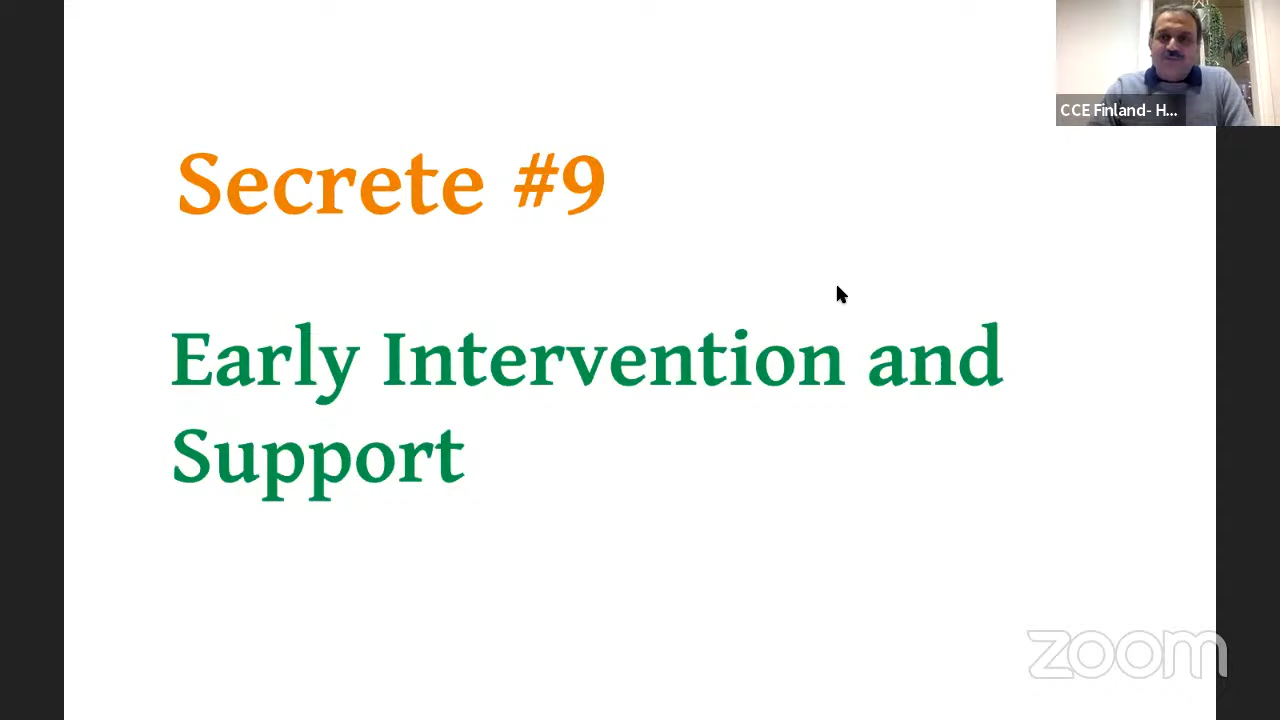 CCE Finland- H...
Secrete #9
Early Intervention and
Support
zoom